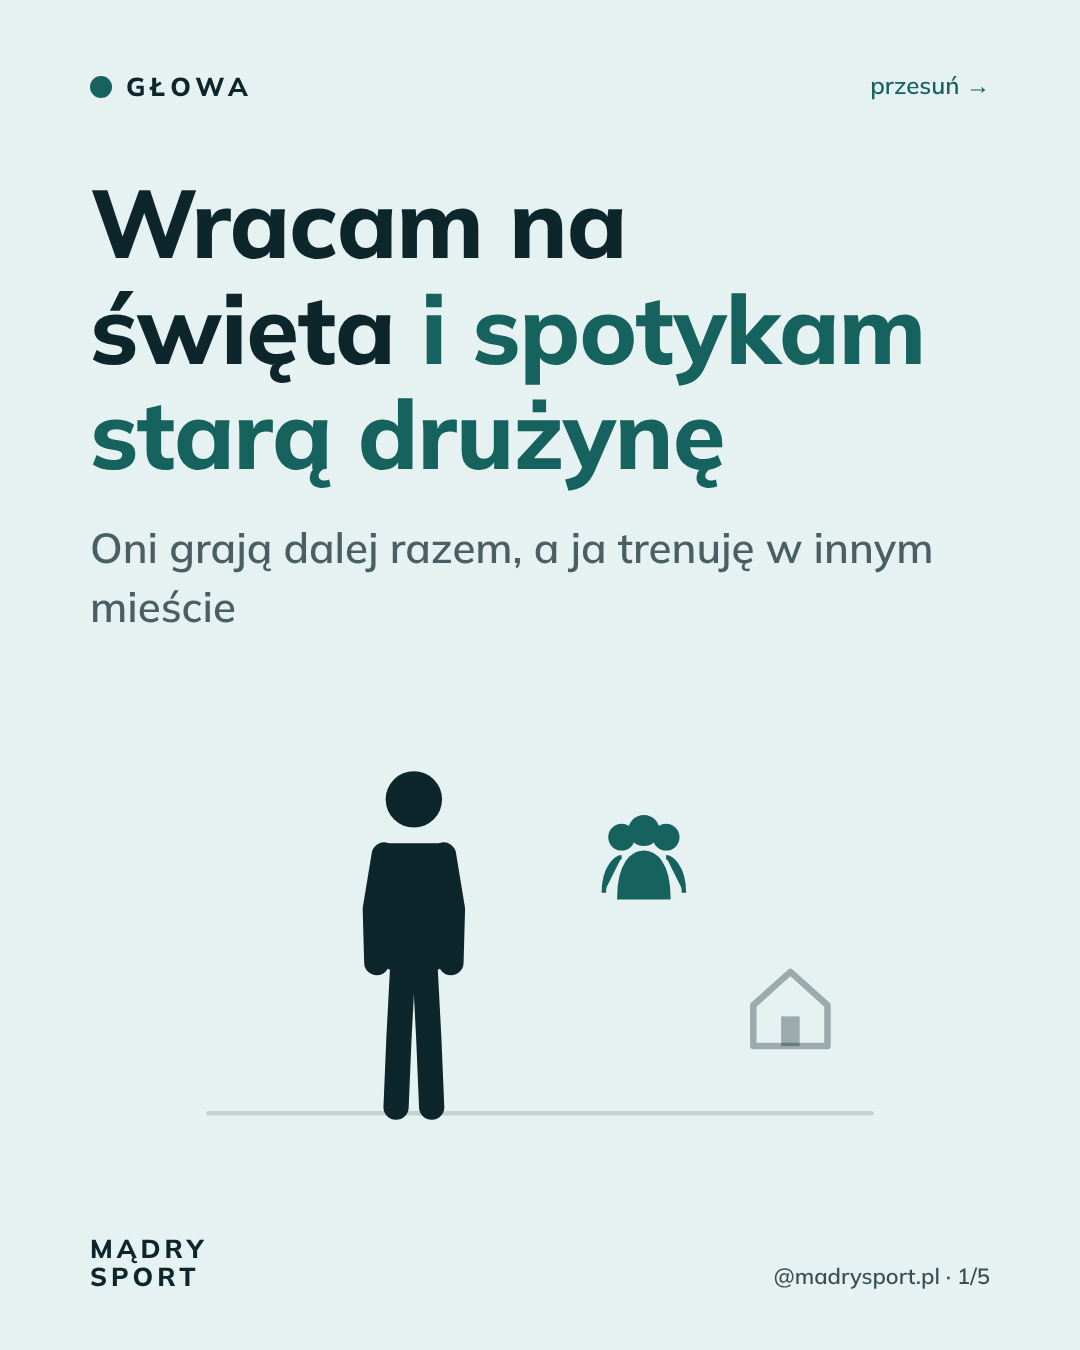 GŁOWA
przesuń →
Wracam na
święta i spotykam
starą drużynę
Oni grają dalej razem, a ja trenuję w innym
mieście
MĄDRY
SPORT
@madrysport.pl · 1/5